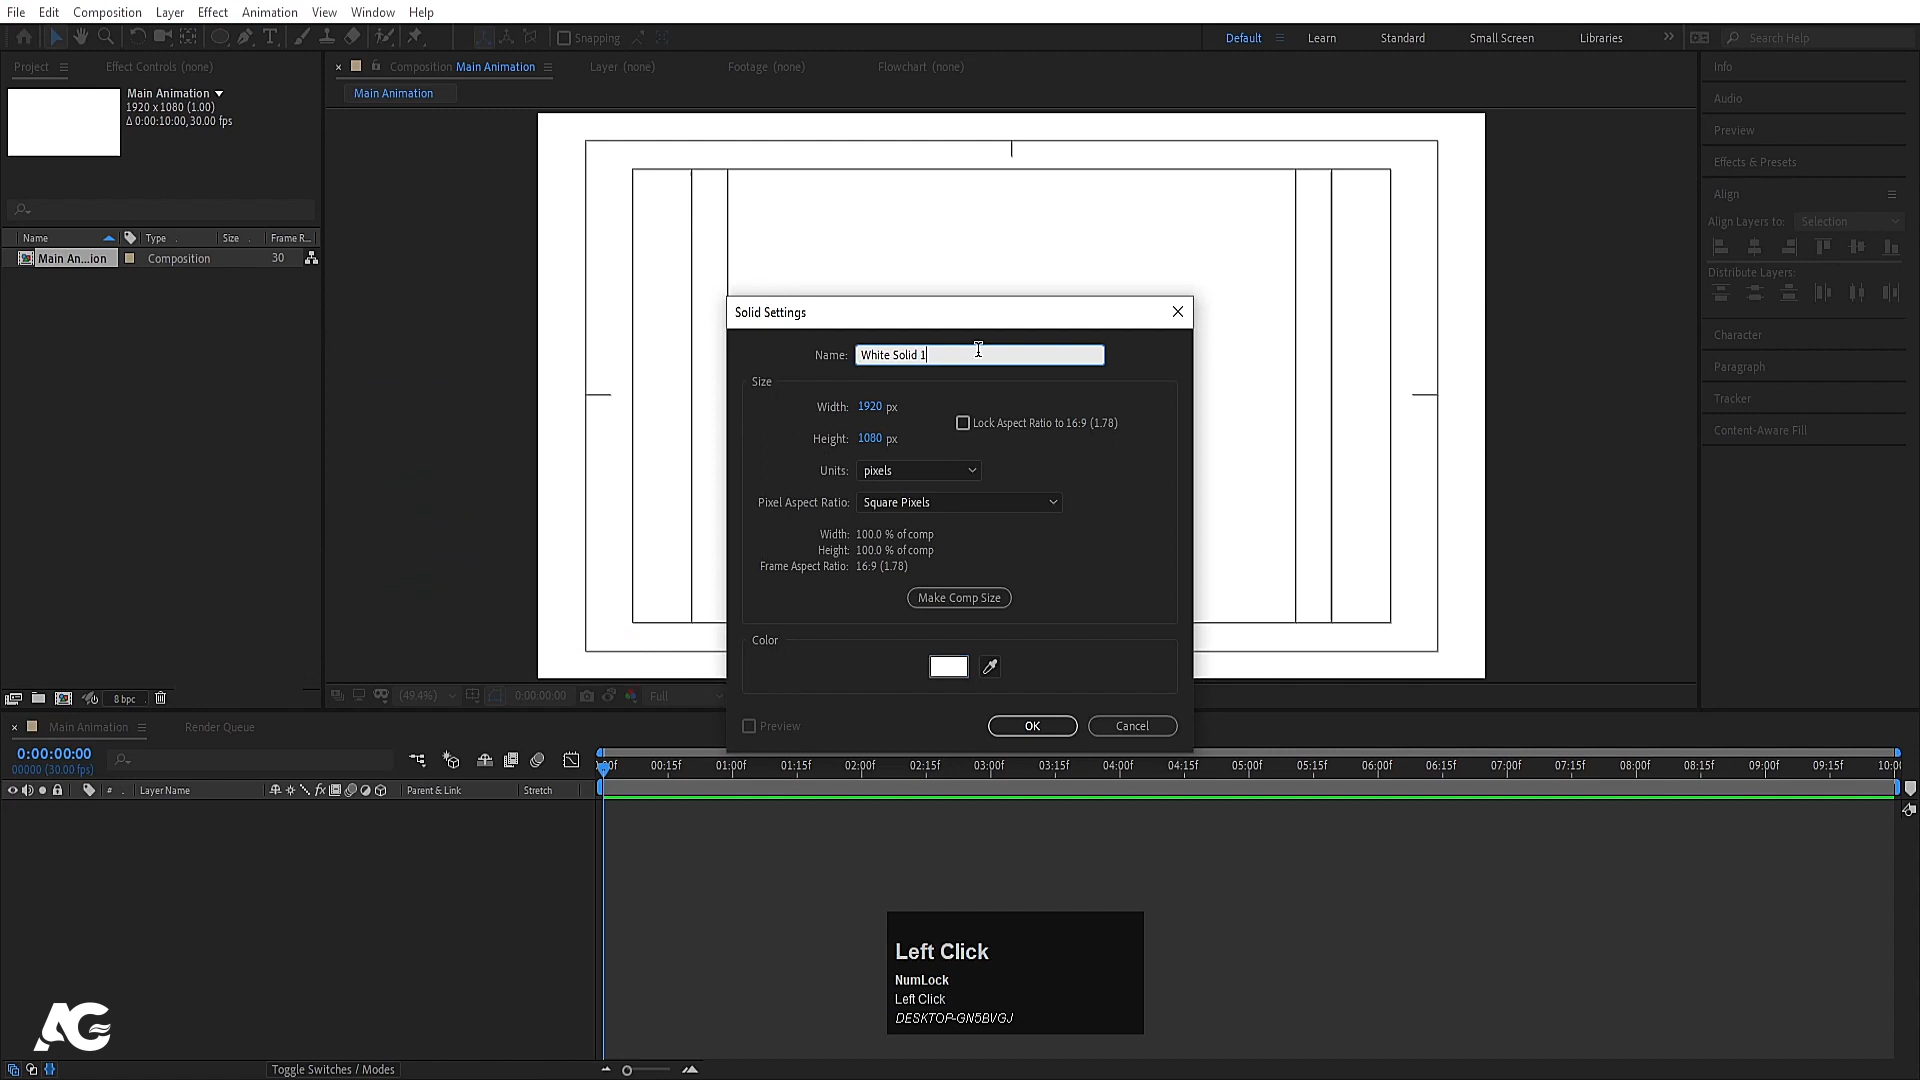 File Edit Composition Layer Effect Animation View Window Help
Snapping Default Learn Standard Small Screen Libraries Search Help
Project Effect Controls (none) Composition Main Animation Layer (none) Footage (none) Flowchart (none) Info
Main Animation
Main Animation
1920 x 1080 (1.00)
Δ 0:00:10:00, 30.00 fps
Audio
Preview
Effects & Presets
Align
Align Layers to: Selection
Distribute Layers:
Character
Paragraph
Tracker
Content-Aware Fill
Name Type Size Frame R...
Main An...ion Composition 30
Solid Settings
Name: White Solid 1
Size
Width: 1920 px
Lock Aspect Ratio to 16:9 (1.78)
Height: 1080 px
Units: pixels
Pixel Aspect Ratio: Square Pixels
Width: 100.0 % of comp
Height: 100.0 % of comp
Frame Aspect Ratio: 16:9 (1.78)
Make Comp Size
Color
Preview OK Cancel
8 bpc (49.4%) 0:00:00:00 Full
Main Animation Render Queue
0:00:00:00
00000 (30.00 fps)
00:15f 01:00f 01:15f 02:00f 02:15f 03:00f 03:15f 04:00f 04:15f 05:00f 05:15f 06:00f 06:15f 07:00f 07:15f 08:00f 08:15f 09:00f 09:15f
# Layer Name Parent & Link Stretch
Left Click
NumLock
Left Click
DESKTOP-GN5BVGJ
AG
Toggle Switches / Modes